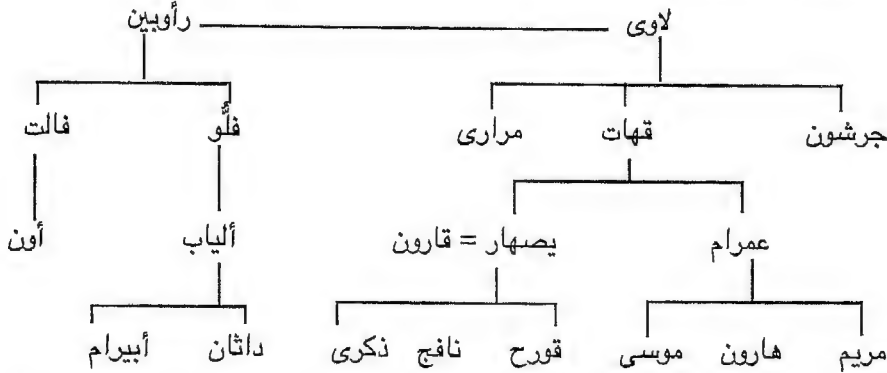 لاوى رأوبين
جرشون قهات مرارى فلُّو فالت
عمرام يصهار = قارون ألياب أون
مريم هارون موسى قورح نافج ذكرى داثان أبيرام